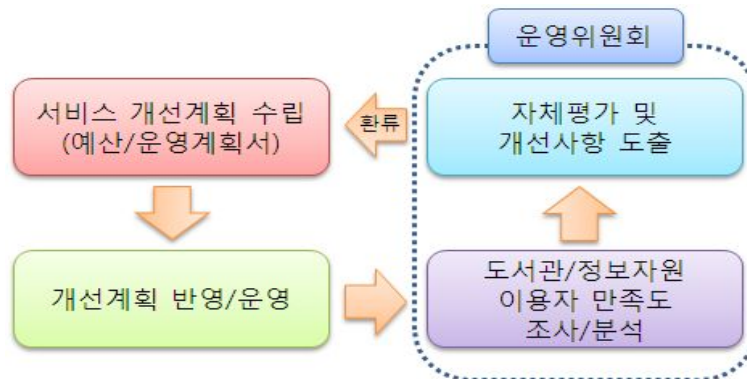 운영위원회
서비스 개선계획 수립
(예산/운영계획서)
환류
자체평가 및
개선사항 도출
개선계획 반영/운영
도서관/정보자원
이용자 만족도
조사/분석